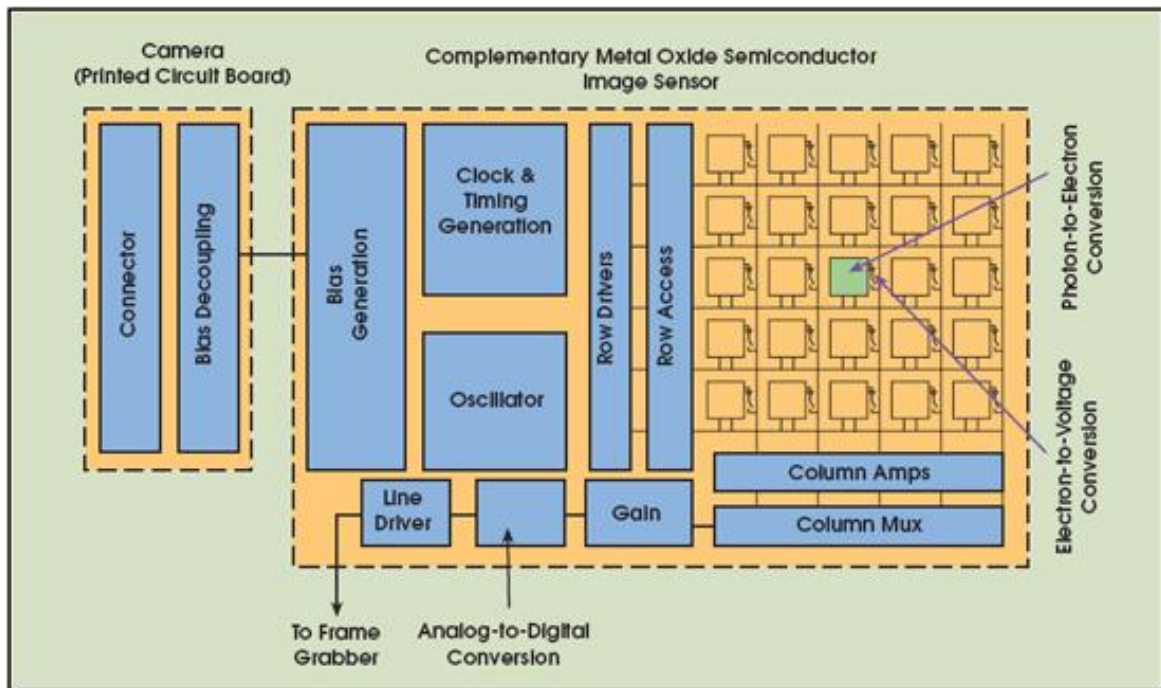 Camera
(Printed Circuit Board)
Complementary Metal Oxide Semiconductor
Image Sensor
Connector
Bias Decoupling
Bias
Generation
Clock &
Timing
Generation
Oscillator
Row Drivers
Row Access
Photon-to-Electron
Conversion
Electron-to-Voltage
Conversion
Column Amps
Column Mux
Line
Driver
Gain
To Frame
Grabber
Analog-to-Digital
Conversion